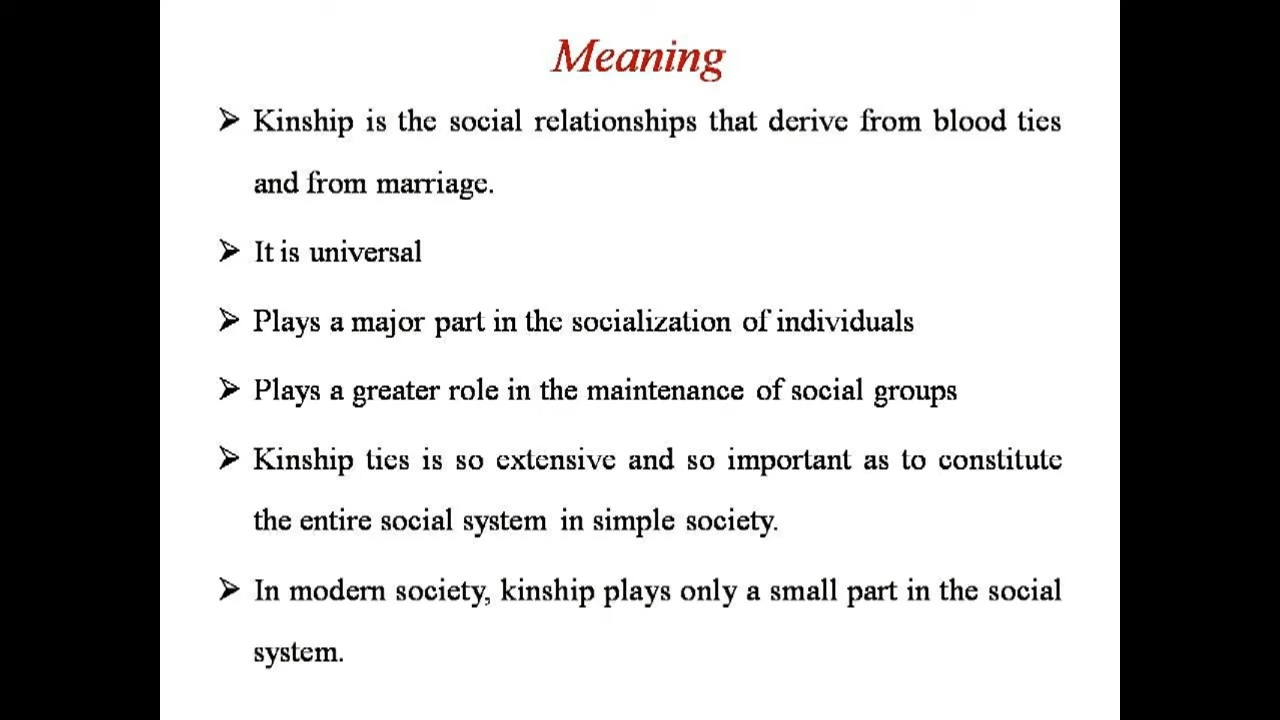 Meaning
➢ Kinship is the social relationships that derive from blood ties
and from marriage.
➢ It is universal
➢ Plays a major part in the socialization of individuals
➢ Plays a greater role in the maintenance of social groups
➢ Kinship ties is so extensive and so important as to constitute
the entire social system in simple society.
➢ In modern society, kinship plays only a small part in the social
system.